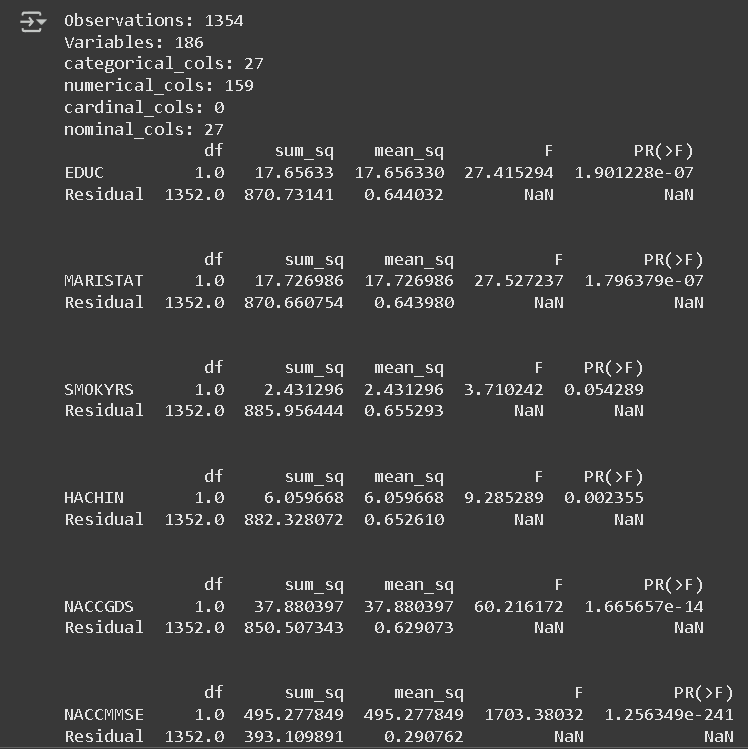 Observations: 1354
Variables: 186
categorical_cols: 27
numerical_cols: 159
cardinal_cols: 0
nominal_cols: 27
df sum_sq mean_sq F PR(>F)
EDUC 1.0 17.65633 17.656330 27.415294 1.901228e-07
Residual 1352.0 870.73141 0.644032 NaN NaN
df sum_sq mean_sq F PR(>F)
MARISTAT 1.0 17.726986 17.726986 27.527237 1.796379e-07
Residual 1352.0 870.660754 0.643980 NaN NaN
df sum_sq mean_sq F PR(>F)
SMOKYRS 1.0 2.431296 2.431296 3.710242 0.054289
Residual 1352.0 885.956444 0.655293 NaN NaN
df sum_sq mean_sq F PR(>F)
HACHIN 1.0 6.059668 6.059668 9.285289 0.002355
Residual 1352.0 882.328072 0.652610 NaN NaN
df sum_sq mean_sq F PR(>F)
NACCGDS 1.0 37.880397 37.880397 60.216172 1.665657e-14
Residual 1352.0 850.507343 0.629073 NaN NaN
df sum_sq mean_sq F PR(>F)
NACCMMSE 1.0 495.277849 495.277849 1703.38032 1.256349e-241
Residual 1352.0 393.109891 0.290762 NaN NaN